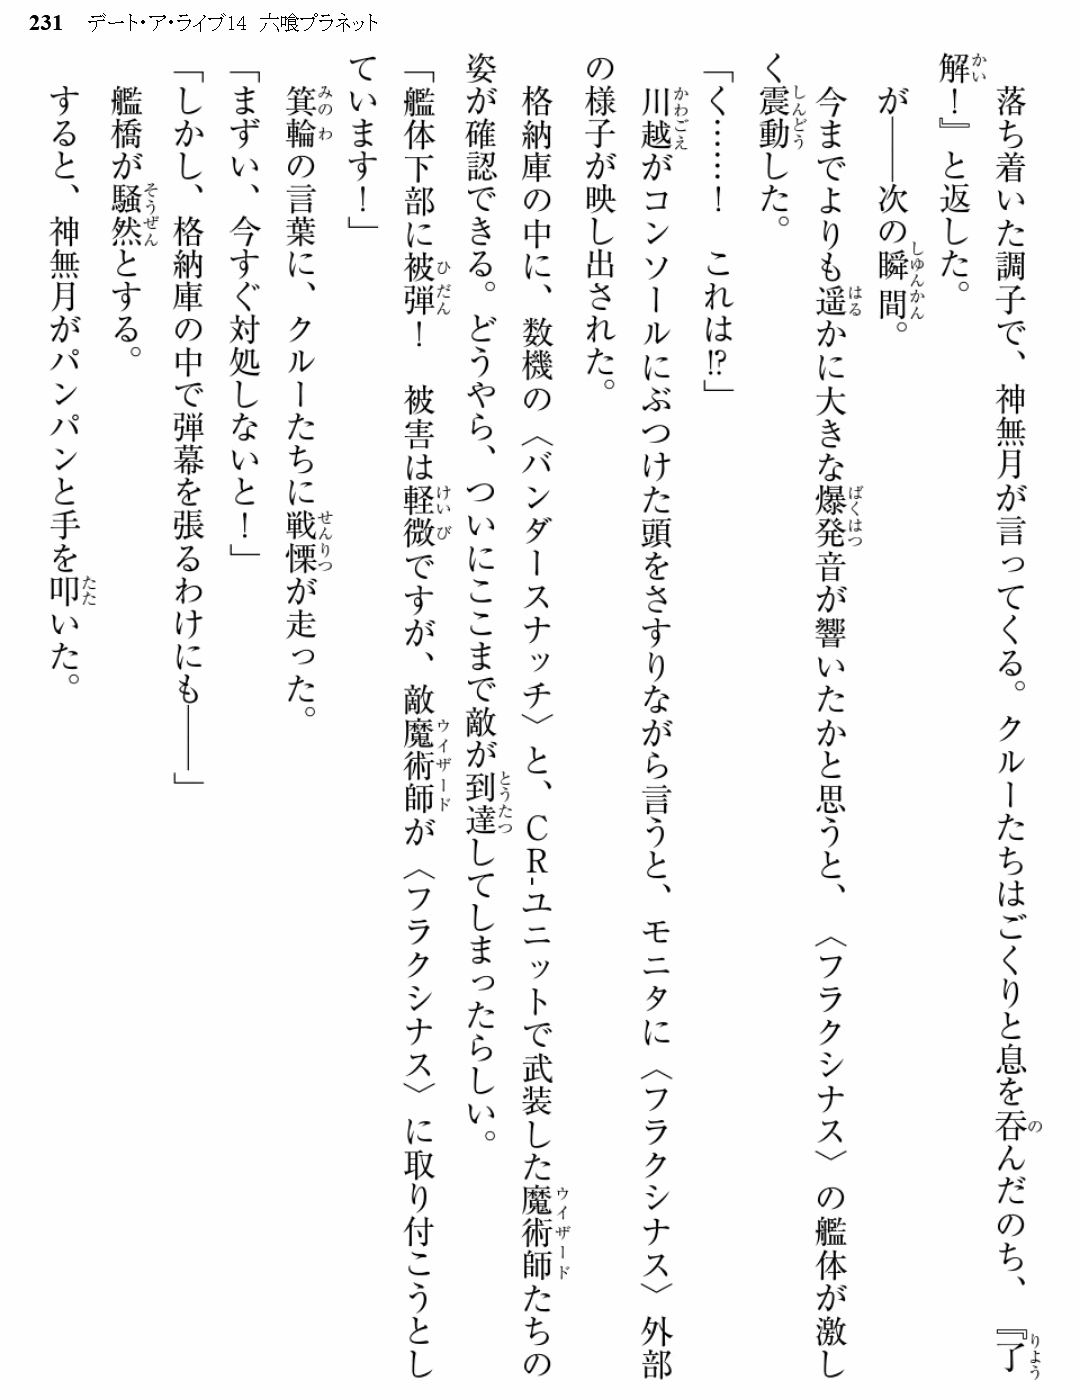 231 デート・ア・ライブ14 六喰プラネット
落ち着いた調子で、神無月が言ってくる。クルーたちはごくりと息を呑んだのち、『了
解！』と返した。
が――次の瞬間。
今までよりも遥かに大きな爆発音が響いたかと思うと、〈フラクシナス〉の艦体が激し
く震動した。
「く……！　これは!?」
川越がコンソールにぶつけた頭をさすりながら言うと、モニタに〈フラクシナス〉外部
の様子が映し出された。
格納庫の中に、数機の〈バンダースナッチ〉と、CR-ユニットで武装した魔術師たちの
姿が確認できる。どうやら、ついにここまで敵が到達してしまったらしい。
「艦体下部に被弾！　被害は軽微ですが、敵魔術師が〈フラクシナス〉に取り付こうとし
ています！」
箕輪の言葉に、クルーたちに戦慄が走った。
「まずい、今すぐ対処しないと！」
「しかし、格納庫の中で弾幕を張るわけにも――」
艦橋が騒然とする。
すると、神無月がパンパンと手を叩いた。